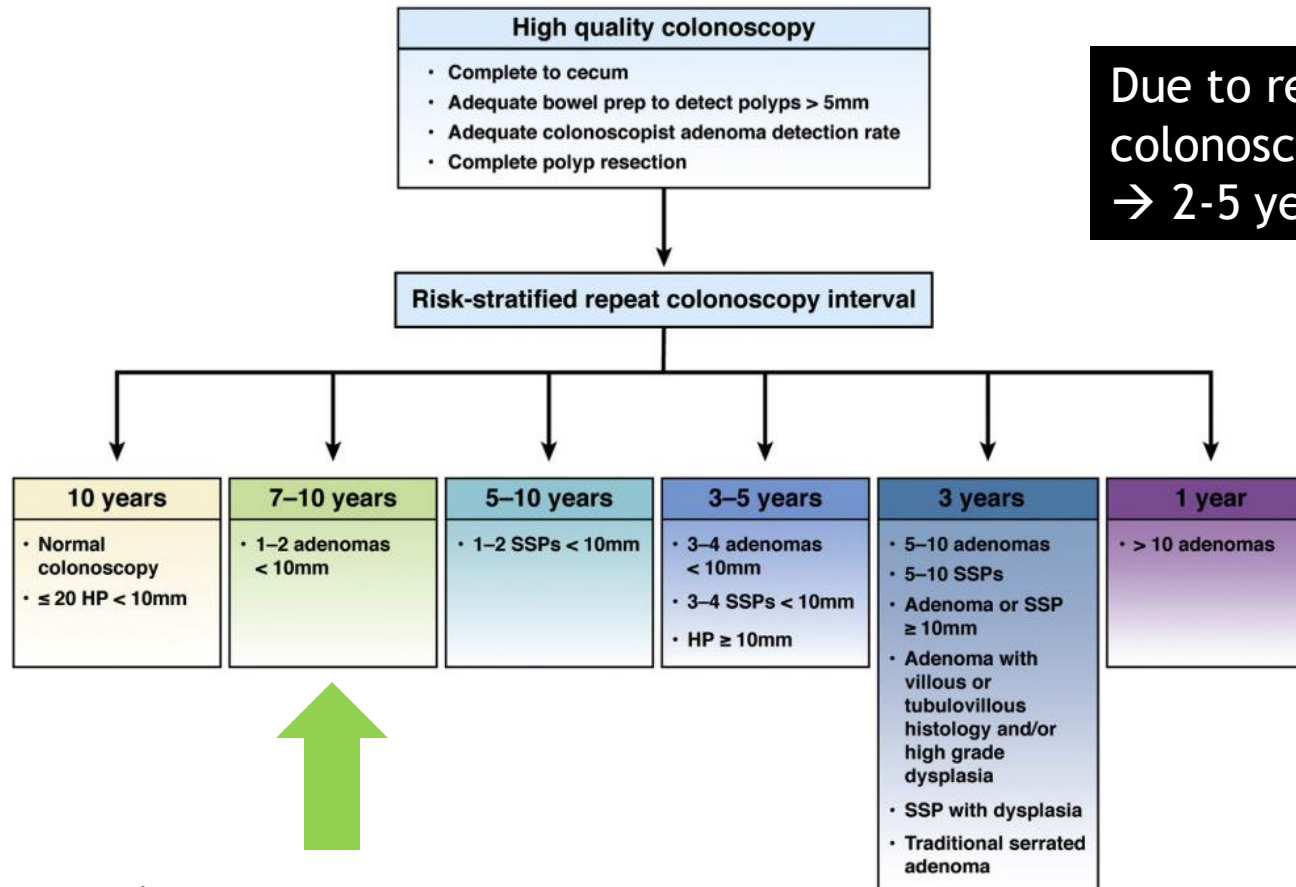 High quality colonoscopy
• Complete to cecum
• Adequate bowel prep to detect polyps > 5mm
• Adequate colonoscopist adenoma detection rate
• Complete polyp resection
Due to
colonosc
→ 2-5
Risk-stratified repeat colonoscopy interval
10 years
• Normal
colonoscopy
• ≤ 20 HP < 10mm
7–10 years
• 1–2 adenomas
< 10mm
5–10 years
• 1–2 SSPs < 10mm
3–5 years
• 3–4 adenomas
< 10mm
• 3–4 SSPs < 10mm
• HP ≥ 10mm
3 years
• 5–10 adenomas
• 5–10 SSPs
• Adenoma or SSP
≥ 10mm
• Adenoma with
villous or
tubulovillous
histology and/or
high grade
dysplasia
• SSP with dysplasia
• Traditional serrated
adenoma
1 year
• > 10 adenomas